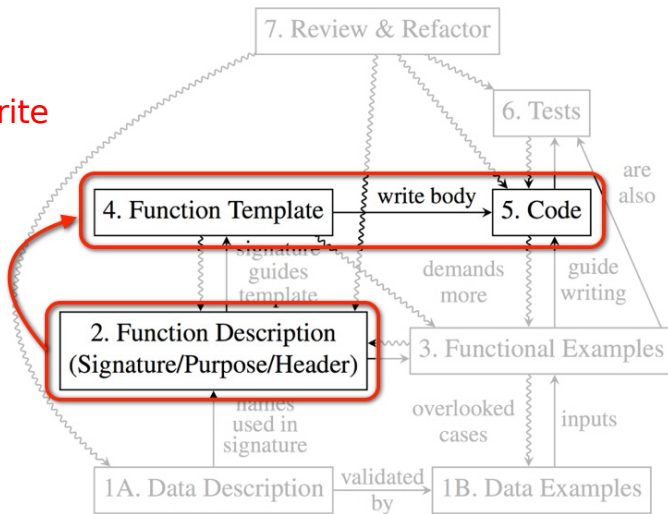 7. Review & Refactor
rite
6. Tests
are
also
4. Function Template
write body
5. Code
signature
guides
template
demands
more
guide
writing
2. Function Description
(Signature/Purpose/Header)
3. Functional Examples
names
used in
signature
overlooked
cases
inputs
1A. Data Description
validated
by
1B. Data Examples